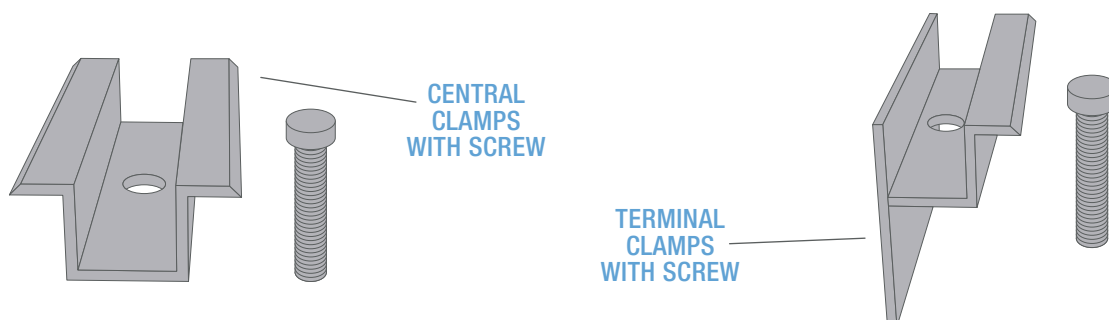 CENTRAL
CLAMPS
WITH SCREW
TERMINAL
CLAMPS
WITH SCREW